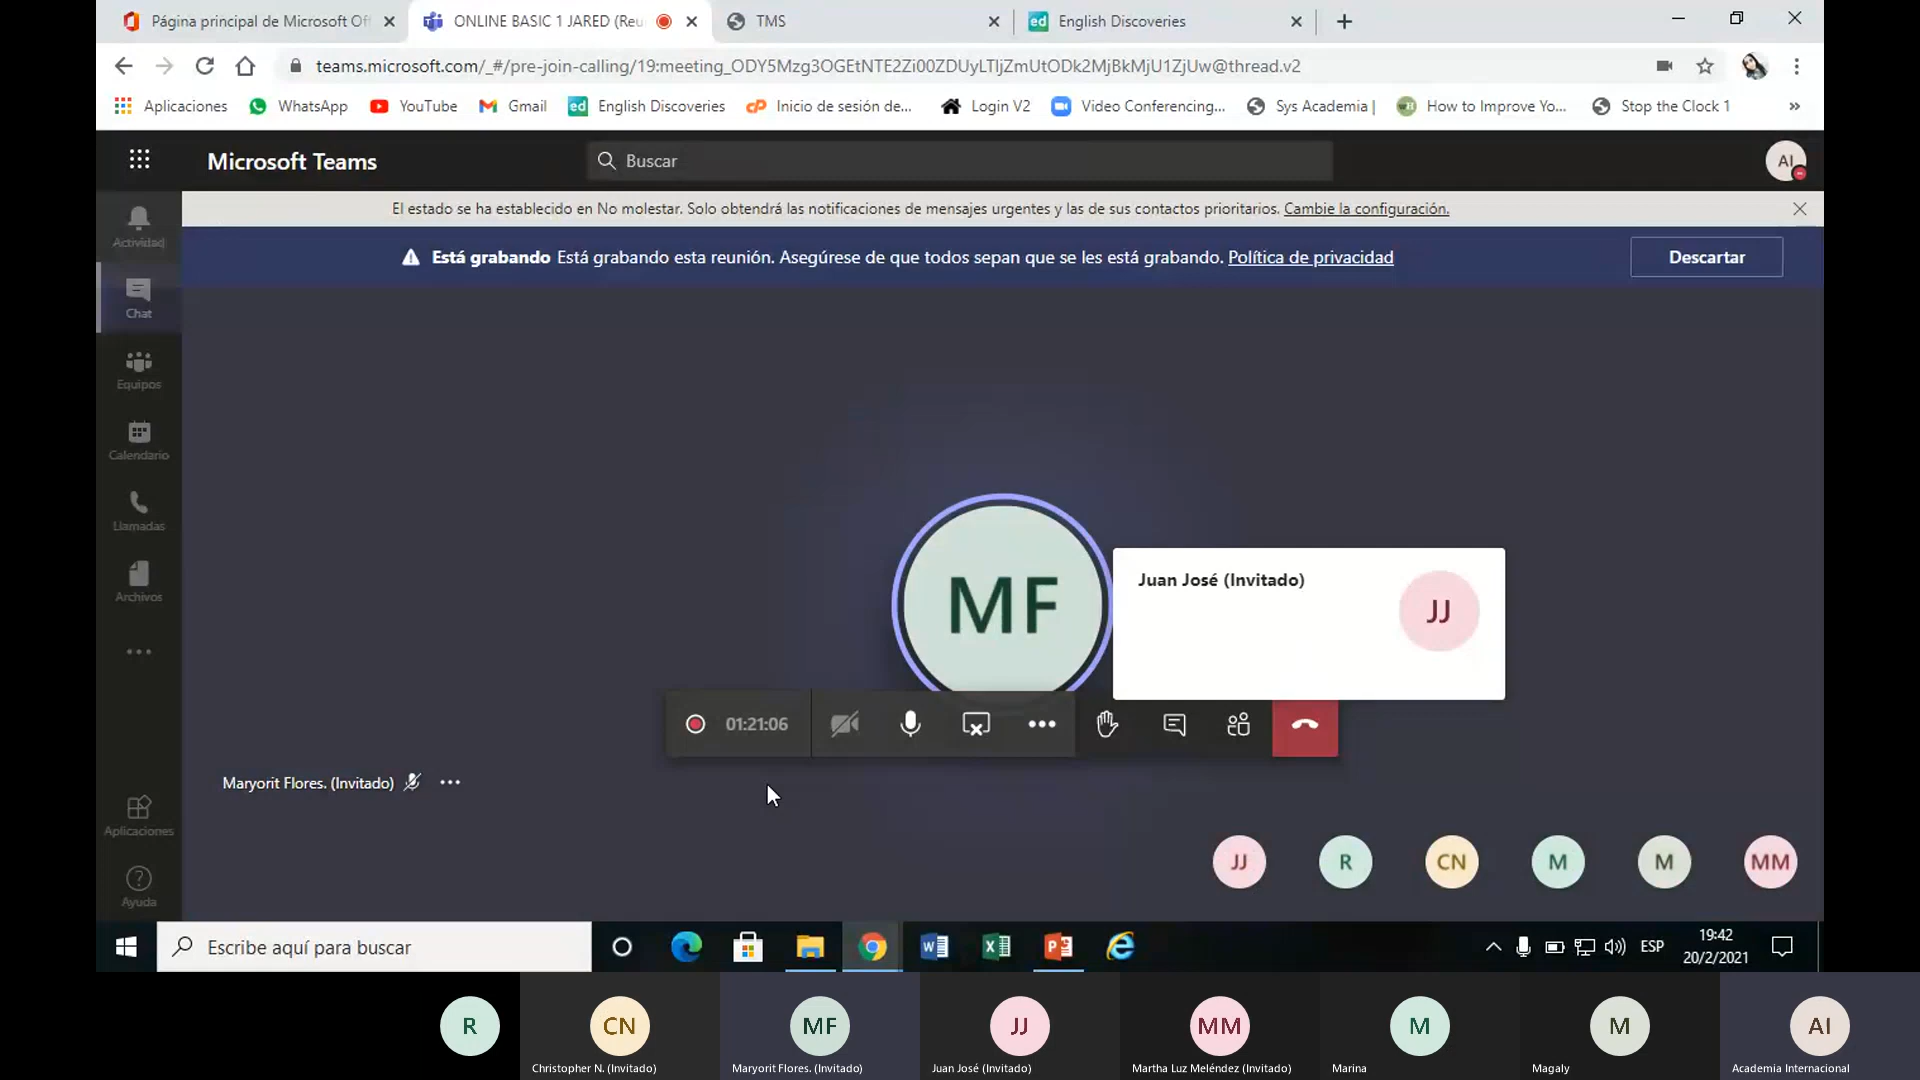 Página principal de Microsoft Of
ONLINE BASIC 1 JARED (Reu
TMS
ed English Discoveries
teams.microsoft.com/_#/pre-join-calling/19:meeting_ODY5Mzg3OGEtNTE2Zi00ZDUyLTljZmUtODk2MjBkMjU1ZjUw@thread.v2
Aplicaciones
WhatsApp
YouTube
Gmail
ed English Discoveries
cP Inicio de sesión de...
Login V2
Video Conferencing...
Sys Academia |
How to Improve Yo...
Stop the Clock 1
»
Microsoft Teams
Buscar
AI
El estado se ha establecido en No molestar. Solo obtendrá las notificaciones de mensajes urgentes y las de sus contactos prioritarios. Cambie la configuración.
Está grabando Está grabando esta reunión. Asegúrese de que todos sepan que se les está grabando. Política de privacidad
Descartar
Actividad
Chat
Equipos
Calendario
Llamadas
Archivos
Aplicaciones
Ayuda
MF
Juan José (Invitado)
JJ
01:21:06
Maryorit Flores. (Invitado)
JJ
R
CN
M
M
MM
Escribe aquí para buscar
ESP
19:42
20/2/2021
R
CN
Christopher N. (Invitado)
MF
Maryorit Flores. (Invitado)
JJ
Juan José (Invitado)
MM
Martha Luz Meléndez (Invitado)
M
Marina
M
Magaly
AI
Academia Internacional